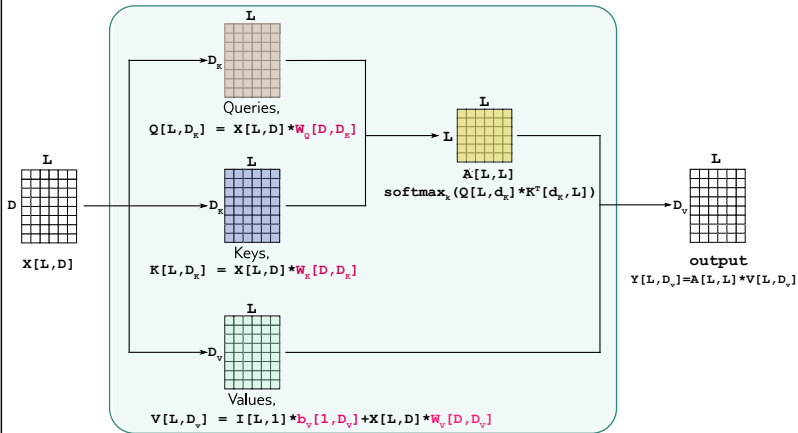 L
D_K
Queries,
Q[L,D_K] = X[L,D]*W_Q[D,D_K]
L
D
X[L,D]
L
D_K
Keys,
K[L,D_K] = X[L,D]*W_K[D,D_K]
L
D_V
Values,
V[L,D_v] = I[L,1]*b_v[1,D_v]+X[L,D]*W_v[D,D_v]
L
L
A[L,L]
softmax_k(Q[L,d_K]*K^T[d_K,L])
L
D_V
output
Y[L,D_v]=A[L,L]*V[L,D_v]